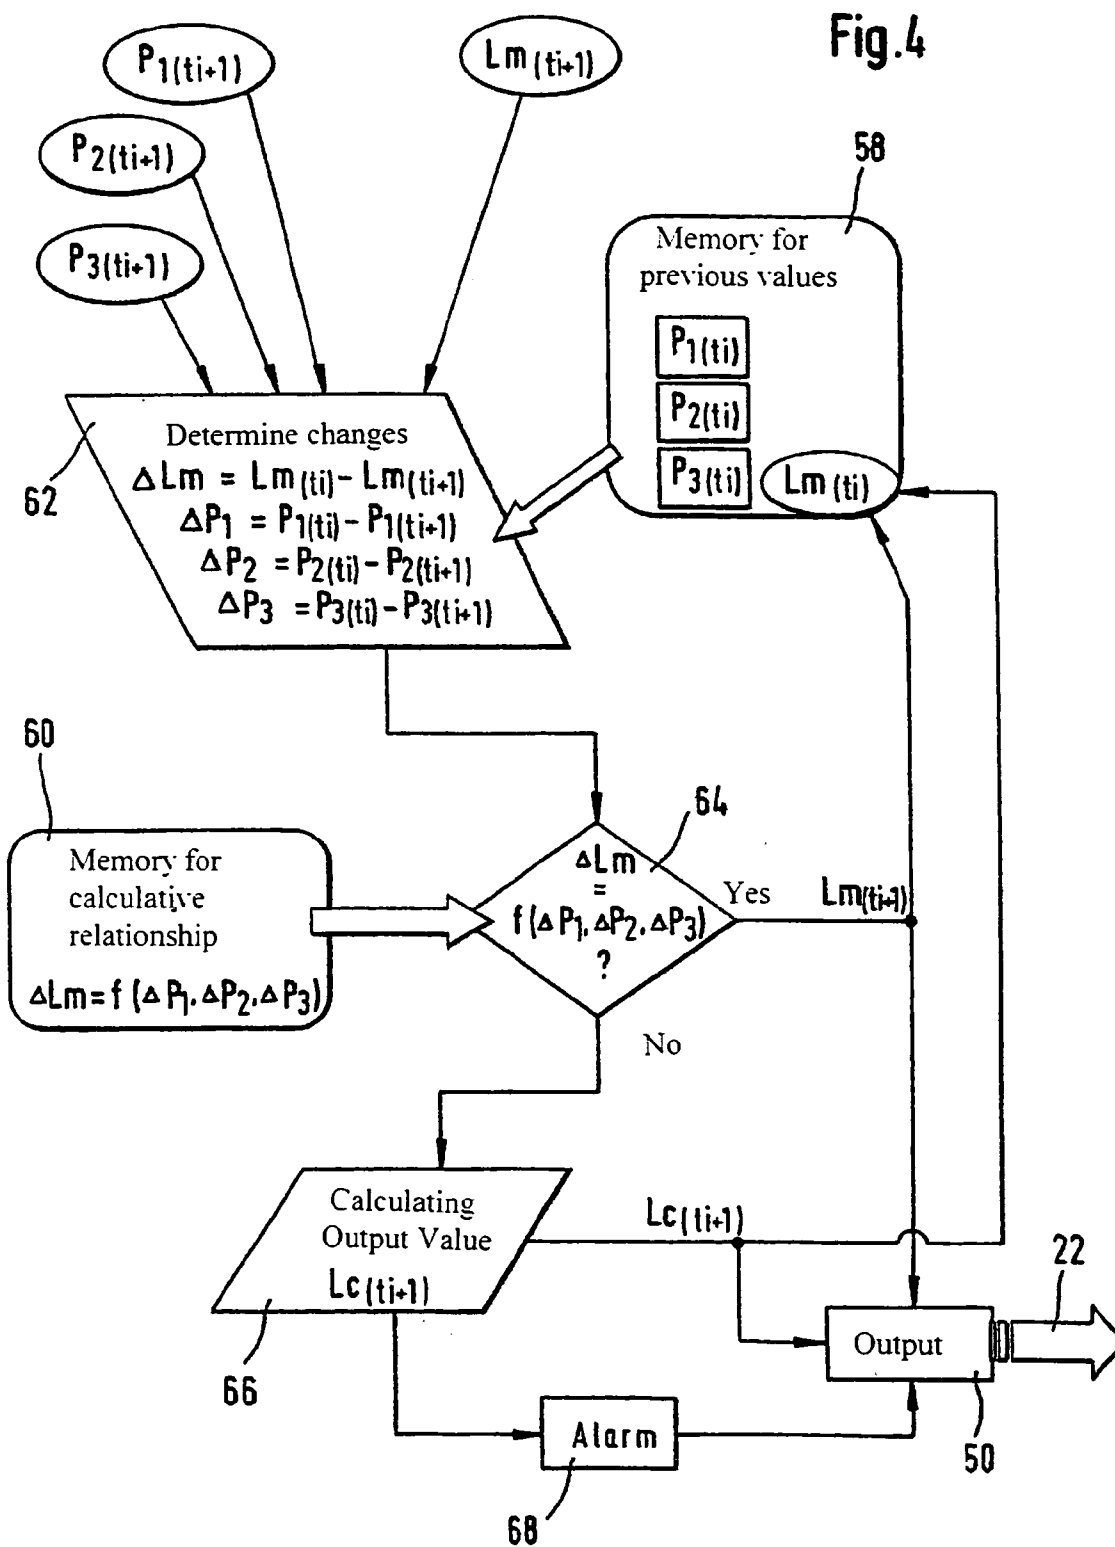 Fig.4
P1(ti+1)
Lm(ti+1)
P2(ti+1)
P3(ti+1)
58
Memory for
previous values
P1(ti)
P2(ti)
P3(ti)
Lm(ti)
62
Determine changes
ΔLm = Lm(ti)-Lm(ti+1)
ΔP1 = P1(ti)-P1(ti+1)
ΔP2 = P2(ti)-P2(ti+1)
ΔP3 = P3(ti)-P3(ti+1)
60
Memory for
calculative
relationship
ΔLm=f(ΔP1,ΔP2,ΔP3)
64
ΔLm
=
f(ΔP1,ΔP2,ΔP3)
?
Yes
Lm(ti+1)
No
Calculating
Output Value
Lc(ti+1)
66
Lc(ti+1)
22
Output
50
Alarm
68